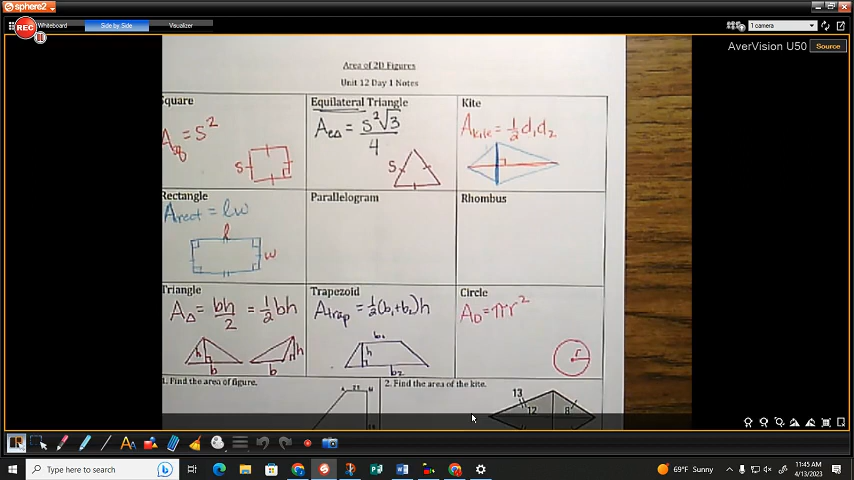 sphere2
REC
Whiteboard
Side by Side
Visualizer
1 camera
AverVision U50
Source
Area of 2D Figures
Unit 12 Day 1 Notes
Square
A_sq = s²
s
Equilateral Triangle
A_eΔ = s²√3
4
s
Kite
A_kite = ½d₁d₂
Rectangle
A_rect = lw
l
w
Parallelogram
Rhombus
Triangle
A_Δ = bh/2 = ½bh
h
b
h
b
Trapezoid
A_trap = ½(b₁+b₂)h
b₁
h
b₂
Circle
A_⊙ = πr²
r
1. Find the area of figure.
2. Find the area of the kite.
13
12
8
Type here to search
69°F Sunny
11:45 AM
4/13/2023